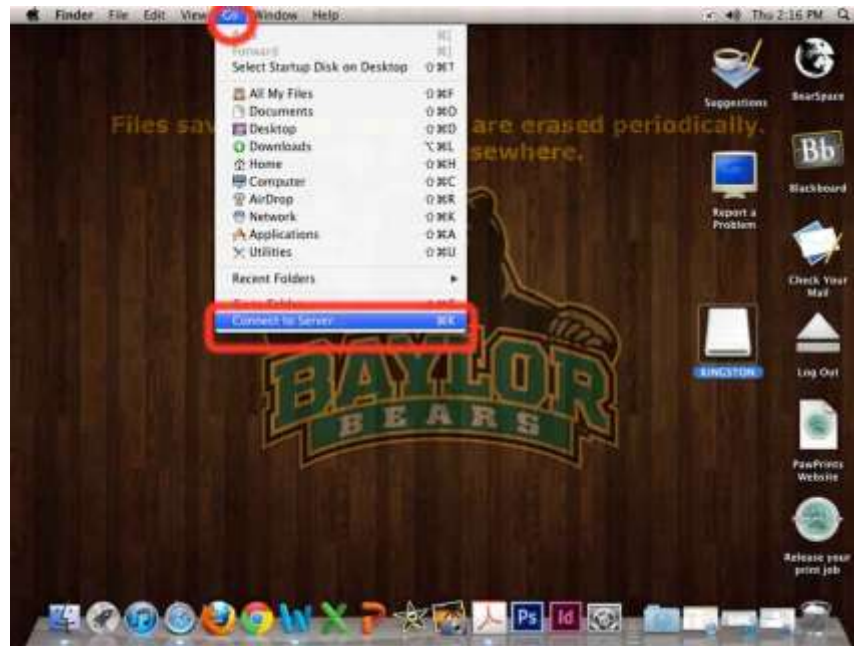 Finder File Edit View Go Window Help
Thu 2:16 PM
Forward ⌘]
Select Startup Disk on Desktop ⇧⌘T
All My Files ⇧⌘F
Documents ⇧⌘O
Desktop ⇧⌘D
Downloads ⌥⌘L
Home ⇧⌘H
Computer ⇧⌘C
AirDrop ⇧⌘R
Network ⇧⌘K
Applications ⇧⌘A
Utilities ⇧⌘U
Recent Folders
Connect to Server ⌘K
Files sav are erased periodically.
sewhere.
BAYLOR
BEARS
Suggestions
BearSpace
Bb
Blackboard
Report a
Problem
Check Your
Mail
KINGSTON
Log Out
PawPrints
Website
Release your
print job
Ps
Id